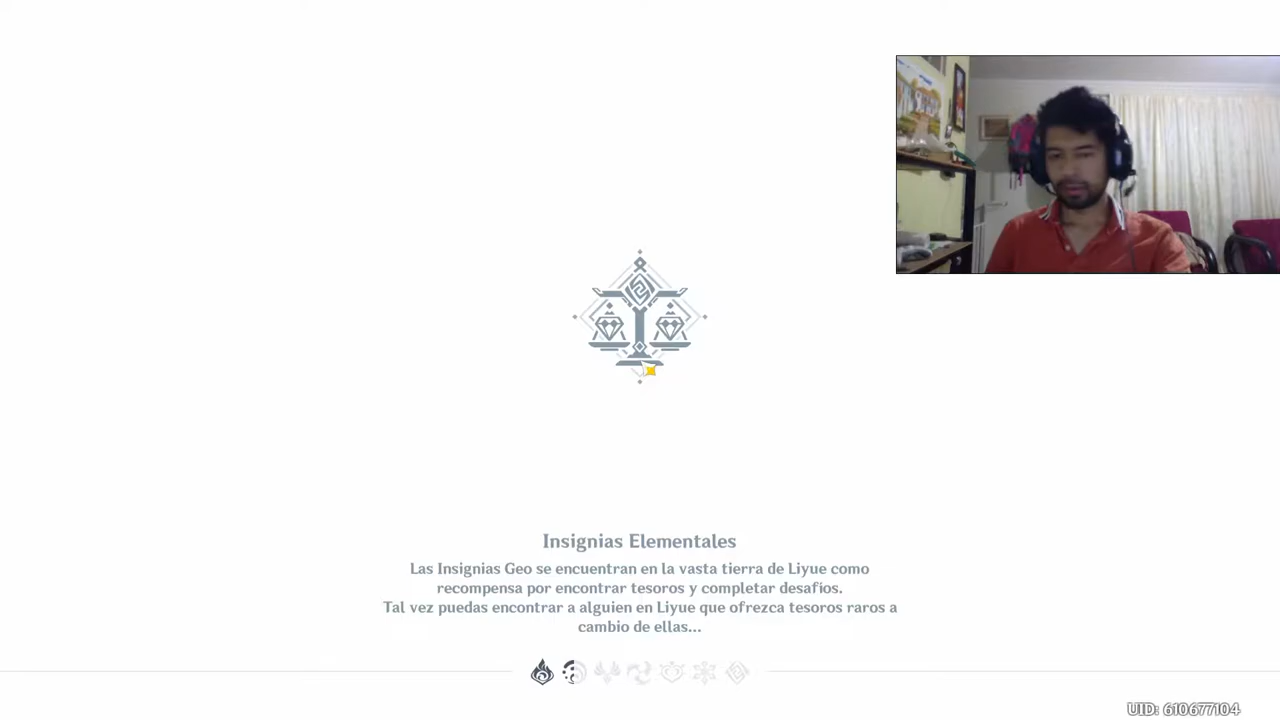 Insignias Elementales
Las Insignias Geo se encuentran en la vasta tierra de Liyue como
recompensa por encontrar tesoros y completar desafíos.
Tal vez puedas encontrar a alguien en Liyue que ofrezca tesoros raros a
cambio de ellas...
UID: 610677104